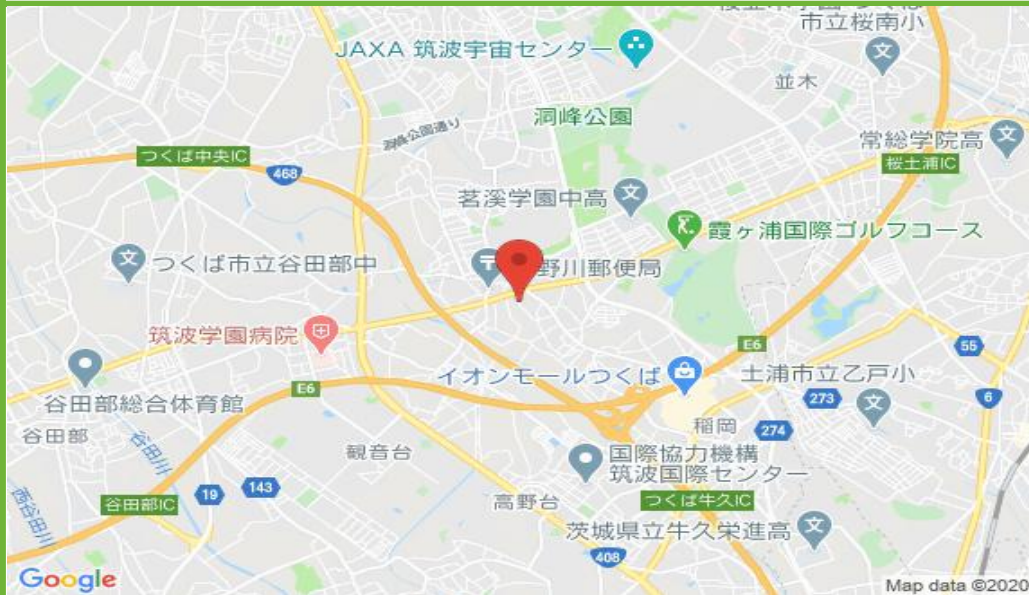 市立桜南小
JAXA 筑波宇宙センター
並木
洞峰公園
洞峰公園通り
常総学院高
つくば中央IC
桜土浦IC
468
茗溪学園中高
霞ヶ浦国際ゴルフコース
つくば市立谷田部中
野川郵便局
筑波学園病院
E6
55
イオンモールつくば
土浦市立乙戸小
E6
273
6
谷田部総合体育館
稲岡
274
谷田部
谷田川
観音台
国際協力機構
筑波国際センター
143
19
谷田部IC
高野台
つくば牛久IC
西谷田川
茨城県立牛久栄進高
408
Google
Map data ©2020